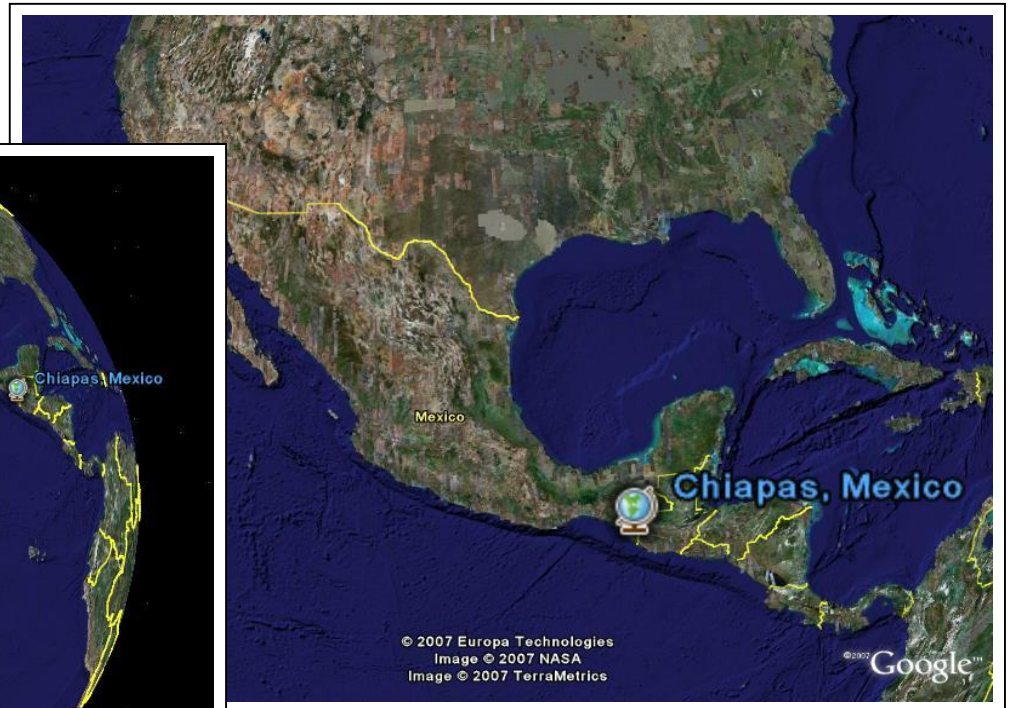 Chiapas, Mexico
Mexico
Chiapas, Mexico
© 2007 Europa Technologies
Image © 2007 NASA
Image © 2007 TerraMetrics
©2007 Google™